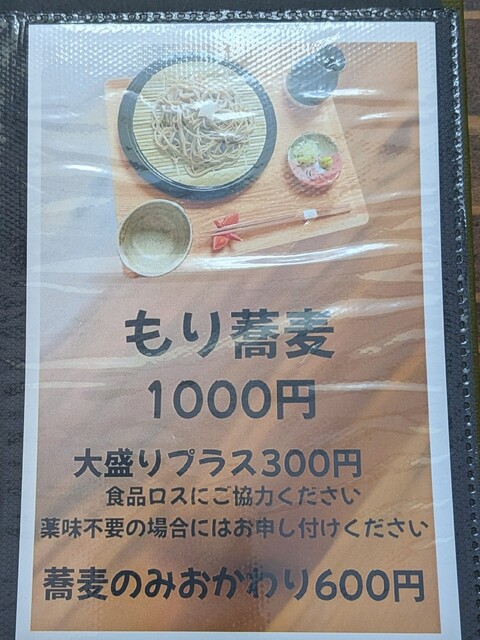 もり蕎麦
1000円
大盛りプラス300円
食品ロスにご協力ください
薬味不要の場合にはお申し付けください
蕎麦のみおかわり600円